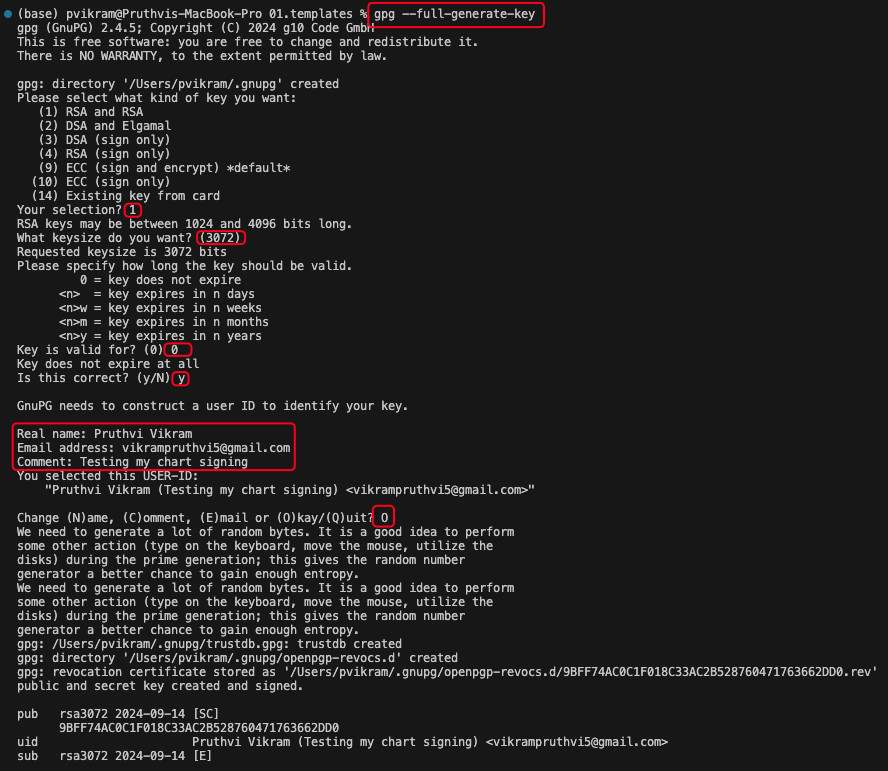 (base) pvikram@Pruthvis-MacBook-Pro 01.templates % gpg --full-generate-key
gpg (GnuPG) 2.4.5; Copyright (C) 2024 g10 Code GmbH
This is free software: you are free to change and redistribute it.
There is NO WARRANTY, to the extent permitted by law.

gpg: directory '/Users/pvikram/.gnupg' created
Please select what kind of key you want:
   (1) RSA and RSA
   (2) DSA and Elgamal
   (3) DSA (sign only)
   (4) RSA (sign only)
   (9) ECC (sign and encrypt) *default*
  (10) ECC (sign only)
  (14) Existing key from card
Your selection? 1
RSA keys may be between 1024 and 4096 bits long.
What keysize do you want? (3072)
Requested keysize is 3072 bits
Please specify how long the key should be valid.
         0 = key does not expire
      <n>  = key expires in n days
      <n>w = key expires in n weeks
      <n>m = key expires in n months
      <n>y = key expires in n years
Key is valid for? (0) 0
Key does not expire at all
Is this correct? (y/N) y

GnuPG needs to construct a user ID to identify your key.

Real name: Pruthvi Vikram
Email address: vikrampruthvi5@gmail.com
Comment: Testing my chart signing
You selected this USER-ID:
    "Pruthvi Vikram (Testing my chart signing) <vikrampruthvi5@gmail.com>"

Change (N)ame, (C)omment, (E)mail or (O)kay/(Q)uit? O
We need to generate a lot of random bytes. It is a good idea to perform
some other action (type on the keyboard, move the mouse, utilize the
disks) during the prime generation; this gives the random number
generator a better chance to gain enough entropy.
We need to generate a lot of random bytes. It is a good idea to perform
some other action (type on the keyboard, move the mouse, utilize the
disks) during the prime generation; this gives the random number
generator a better chance to gain enough entropy.
gpg: /Users/pvikram/.gnupg/trustdb.gpg: trustdb created
gpg: directory '/Users/pvikram/.gnupg/openpgp-revocs.d' created
gpg: revocation certificate stored as '/Users/pvikram/.gnupg/openpgp-revocs.d/9BFF74AC0C1F018C33AC2B528760471763662DD0.rev'
public and secret key created and signed.

pub   rsa3072 2024-09-14 [SC]
      9BFF74AC0C1F018C33AC2B528760471763662DD0
uid                      Pruthvi Vikram (Testing my chart signing) <vikrampruthvi5@gmail.com>
sub   rsa3072 2024-09-14 [E]